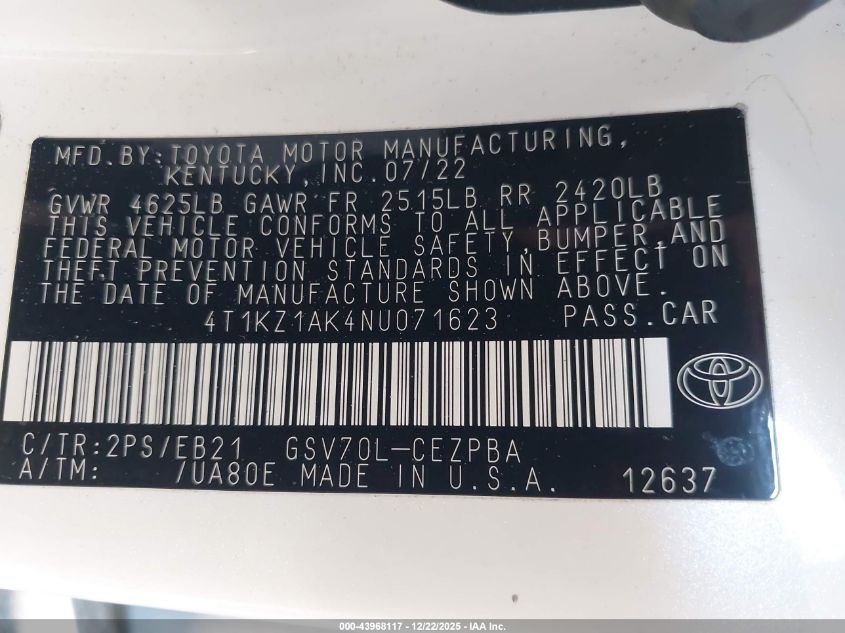 MFD.BY:TOYOTA MOTOR MANUFACTURING,
KENTUCKY,INC.07/22
GVWR 4625LB GAWR FR 2515LB RR 2420LB
THIS VEHICLE CONFORMS TO ALL APPLICABLE
FEDERAL MOTOR VEHICLE SAFETY,BUMPER,AND
THEFT PREVENTION STANDARDS IN EFFECT ON
THE DATE OF MANUFACTURE SHOWN ABOVE.
4T1KZ1AK4NU071623 PASS.CAR
C/TR:2PS/EB21 GSV70L-CEZPBA
A/TM: /UA80E MADE IN U.S.A. 12637
000-43968117 - 12/22/2025 - IAA Inc.